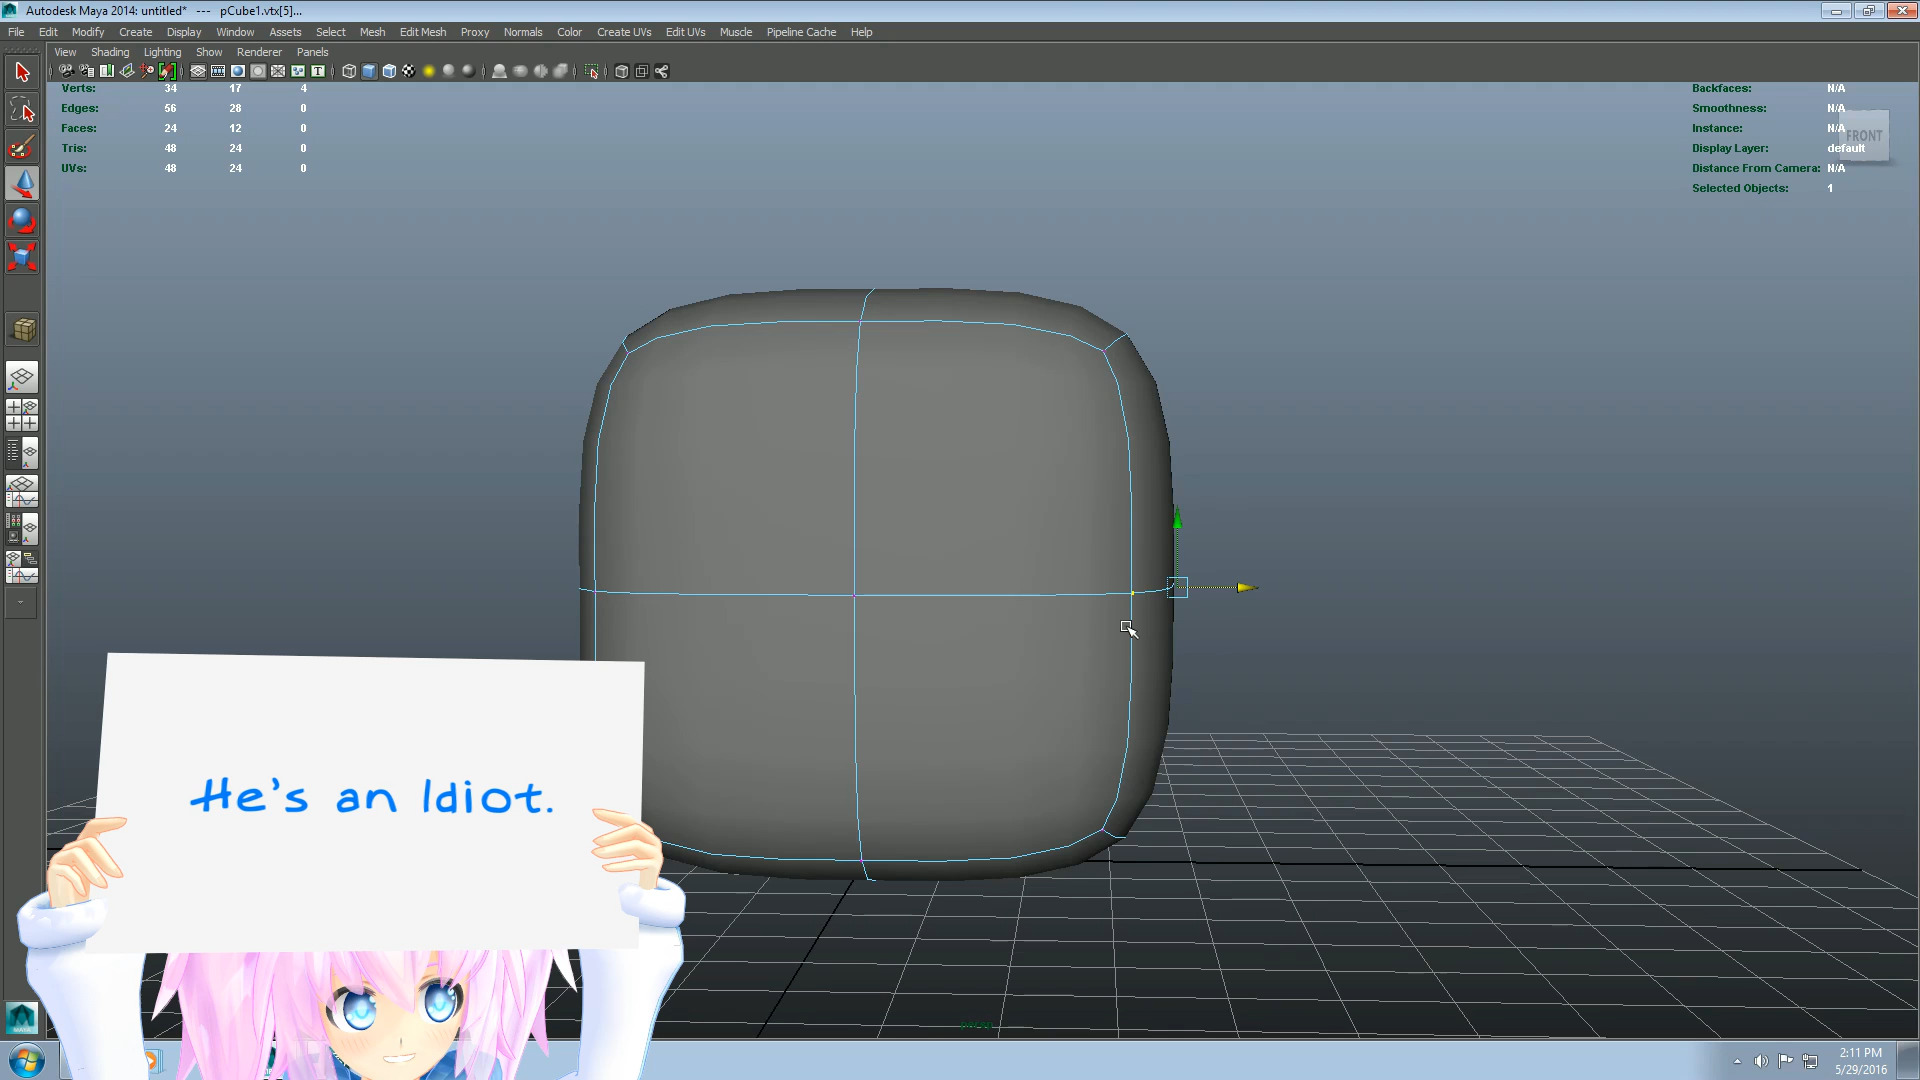 Autodesk Maya 2014: untitled* --- pCube1.vtx[5]...
File Edit Modify Create Display Window Assets Select Mesh Edit Mesh Proxy Normals Color Create UVs Edit UVs Muscle Pipeline Cache Help
View Shading Lighting Show Renderer Panels
Verts: 34 17 4
Edges: 56 28 0
Faces: 24 12 0
Tris: 48 24 0
UVs: 48 24 0
Backfaces: N/A
Smoothness: N/A
Instance: N/A
Display Layer: default
Distance From Camera: N/A
Selected Objects: 1
FRONT
He's an Idiot.
persp
2:11 PM
5/29/2016